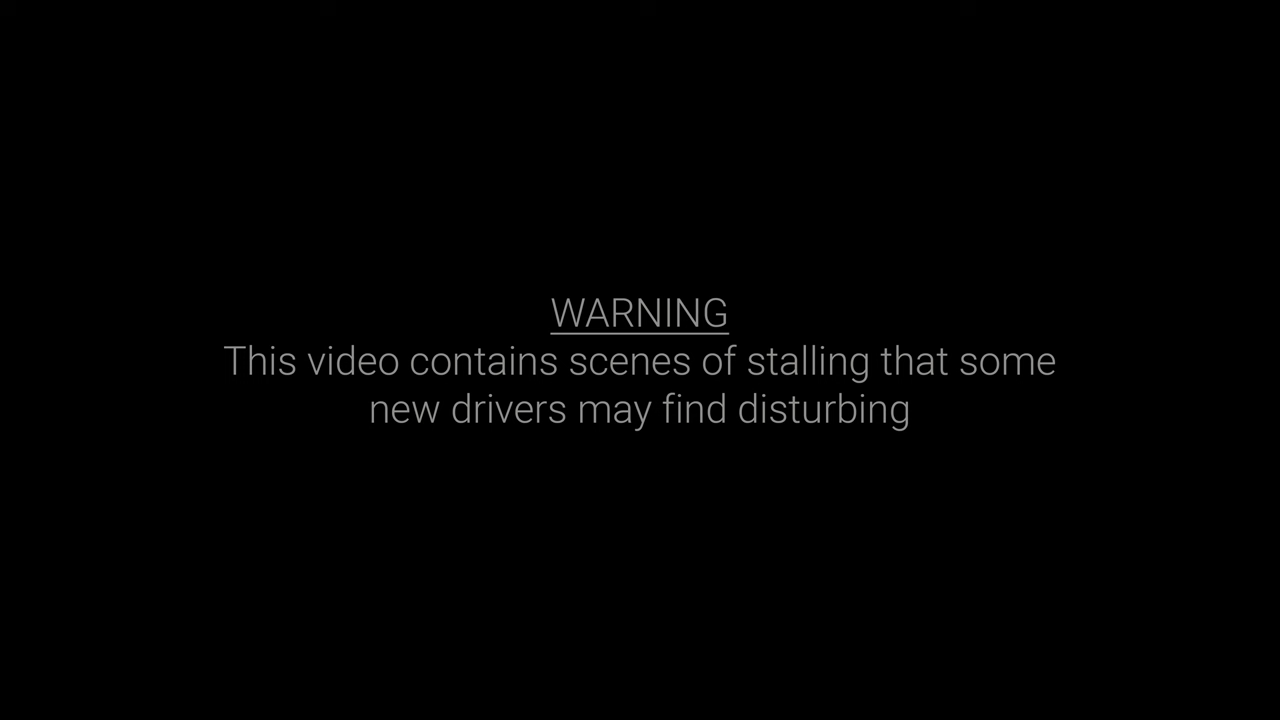 WARNING
This video contains scenes of stalling that some
new drivers may find disturbing